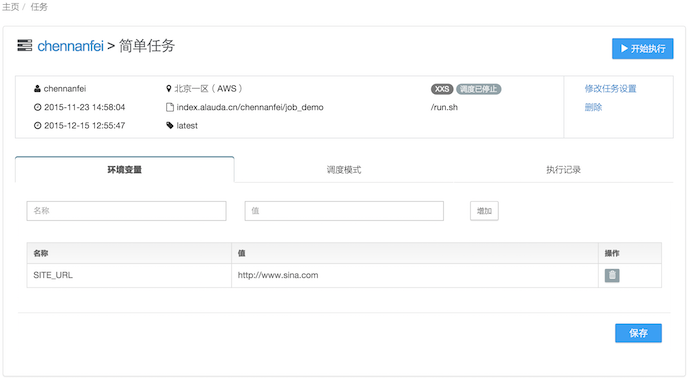 主页 / 任务
chennanfei > 简单任务
开始执行
chennanfei 北京一区（AWS） XXS 调度已停止 修改任务设置
2015-11-23 14:58:04 index.alauda.cn/chennanfei/job_demo /run.sh 删除
2015-12-15 12:55:47 latest
环境变量 调度模式 执行记录
名称 值 增加
名称 值 操作
SITE_URL http://www.sina.com
保存